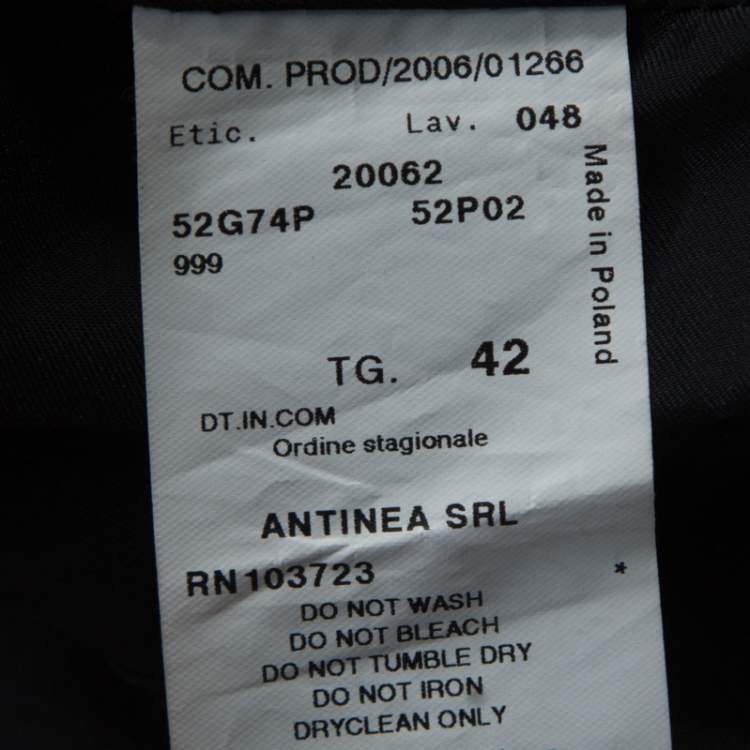 COM. PROD/2006/01266
Etic. Lav. 048
20062
52G74P 52P02
999
Made in Poland
TG. 42
DT.IN.COM
Ordine stagionale
ANTINEA SRL
RN103723 *
DO NOT WASH
DO NOT BLEACH
DO NOT TUMBLE DRY
DO NOT IRON
DRYCLEAN ONLY